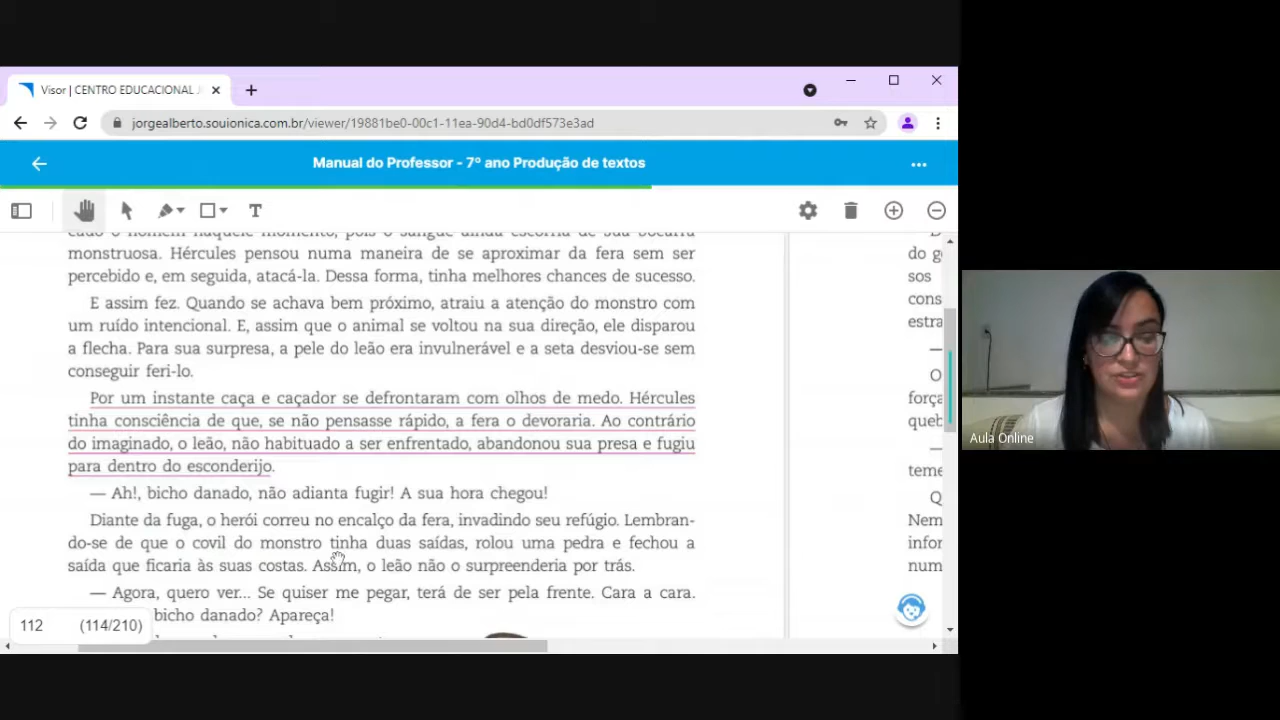 Visor | CENTRO EDUCACIONAL J
jorgealberto.souionica.com.br/viewer/19881be0-00c1-11ea-90d4-bd0df573e3ad
Manual do Professor - 7º ano Produção de textos
T
monstruosa. Hércules pensou numa maneira de se aproximar da fera sem ser
percebido e, em seguida, atacá-la. Dessa forma, tinha melhores chances de sucesso.
E assim fez. Quando se achava bem próximo, atraiu a atenção do monstro com
um ruído intencional. E, assim que o animal se voltou na sua direção, ele disparou
a flecha. Para sua surpresa, a pele do leão era invulnerável e a seta desviou-se sem
conseguir feri-lo.
Por um instante caça e caçador se defrontaram com olhos de medo. Hércules
tinha consciência de que, se não pensasse rápido, a fera o devoraria. Ao contrário
do imaginado, o leão, não habituado a ser enfrentado, abandonou sua presa e fugiu
para dentro do esconderijo.
— Ah!, bicho danado, não adianta fugir! A sua hora chegou!
Diante da fuga, o herói correu no encalço da fera, invadindo seu refúgio. Lembran-
do-se de que o covil do monstro tinha duas saídas, rolou uma pedra e fechou a
saída que ficaria às suas costas. Assim, o leão não o surpreenderia por trás.
— Agora, quero ver... Se quiser me pegar, terá de ser pela frente. Cara a cara.
bicho danado? Apareça!
112 (114/210)
do g
sos
cons
estra
—
O
força
queb
—
teme
Q
Nem
infor
num
Aula Online